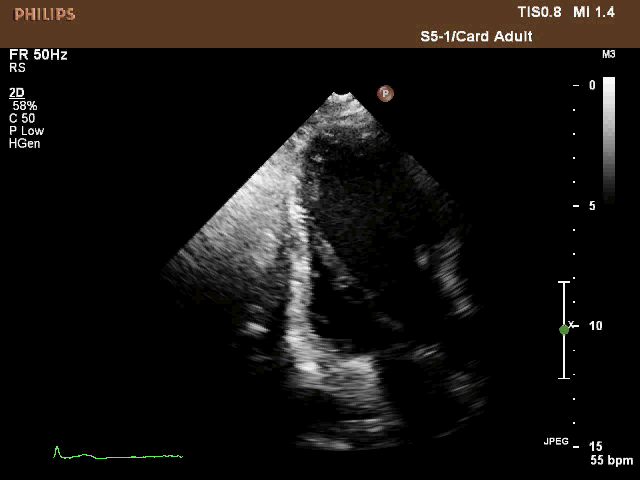 PHILIPS
TIS0.8 MI 1.4
S5-1/Card Adult
FR 50Hz
RS
2D
58%
C 50
P Low
HGen
P
M3
0
5
X
10
JPEG
15
55 bpm